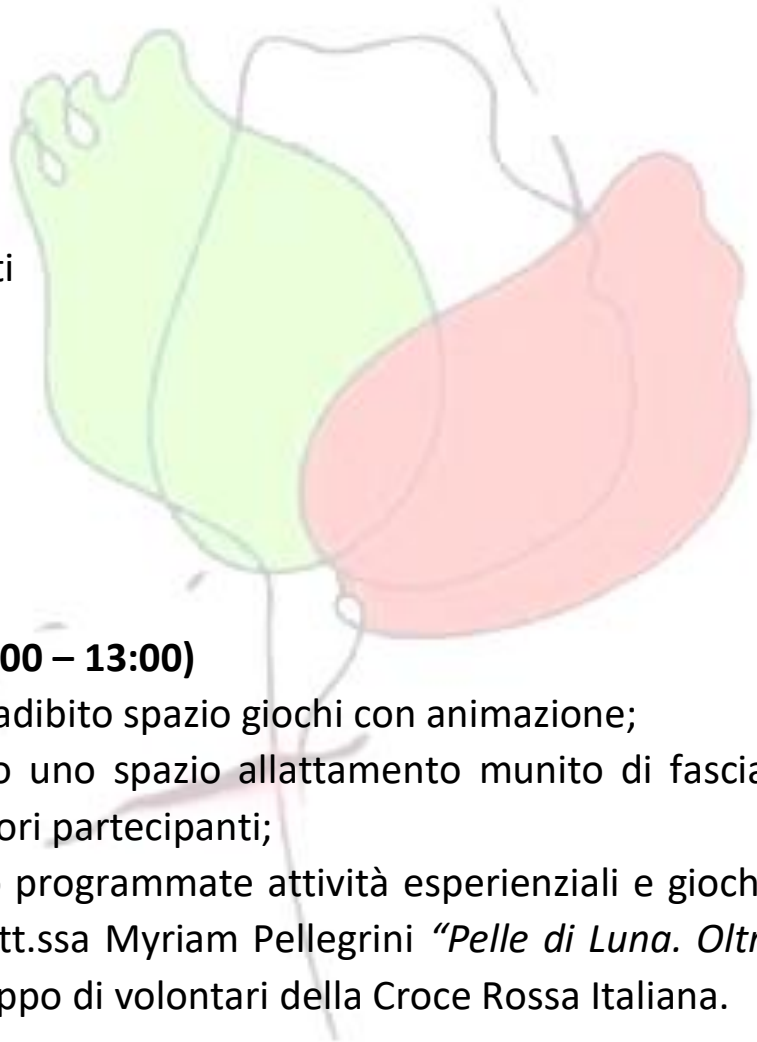 ti
00 – 13:00)
adibito spazio giochi con animazione;
o uno spazio allattamento munito di fascia
ori partecipanti;
programmate attività esperienziali e gioch
tt.ssa Myriam Pellegrini “Pelle di Luna. Oltr
ppo di volontari della Croce Rossa Italiana.